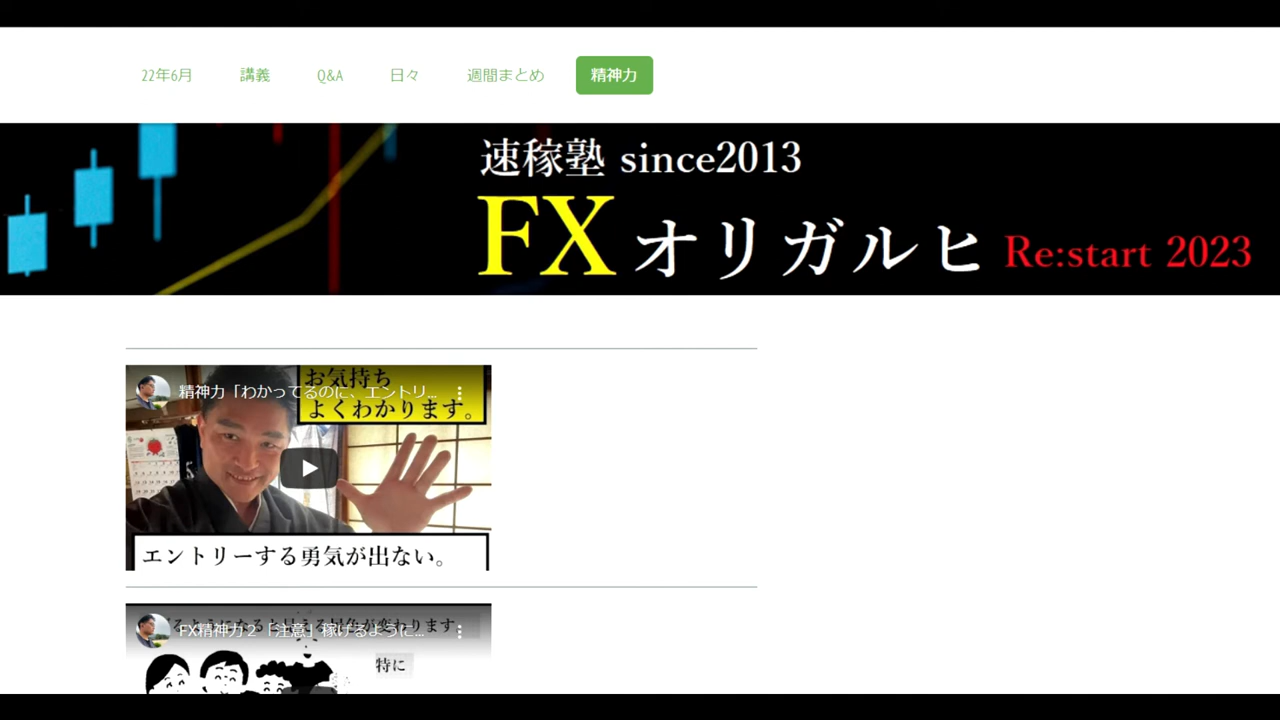 22年6月 講義 Q&A 日々 週間まとめ 精神力
速稼塾 since2013
FX オリガルヒ Re:start 2023
精神力「わかってるのに、エントリ...
お気持ち
よくわかります。
エントリーする勇気が出ない。
FX精神力２「注意」稼げるように...
特に